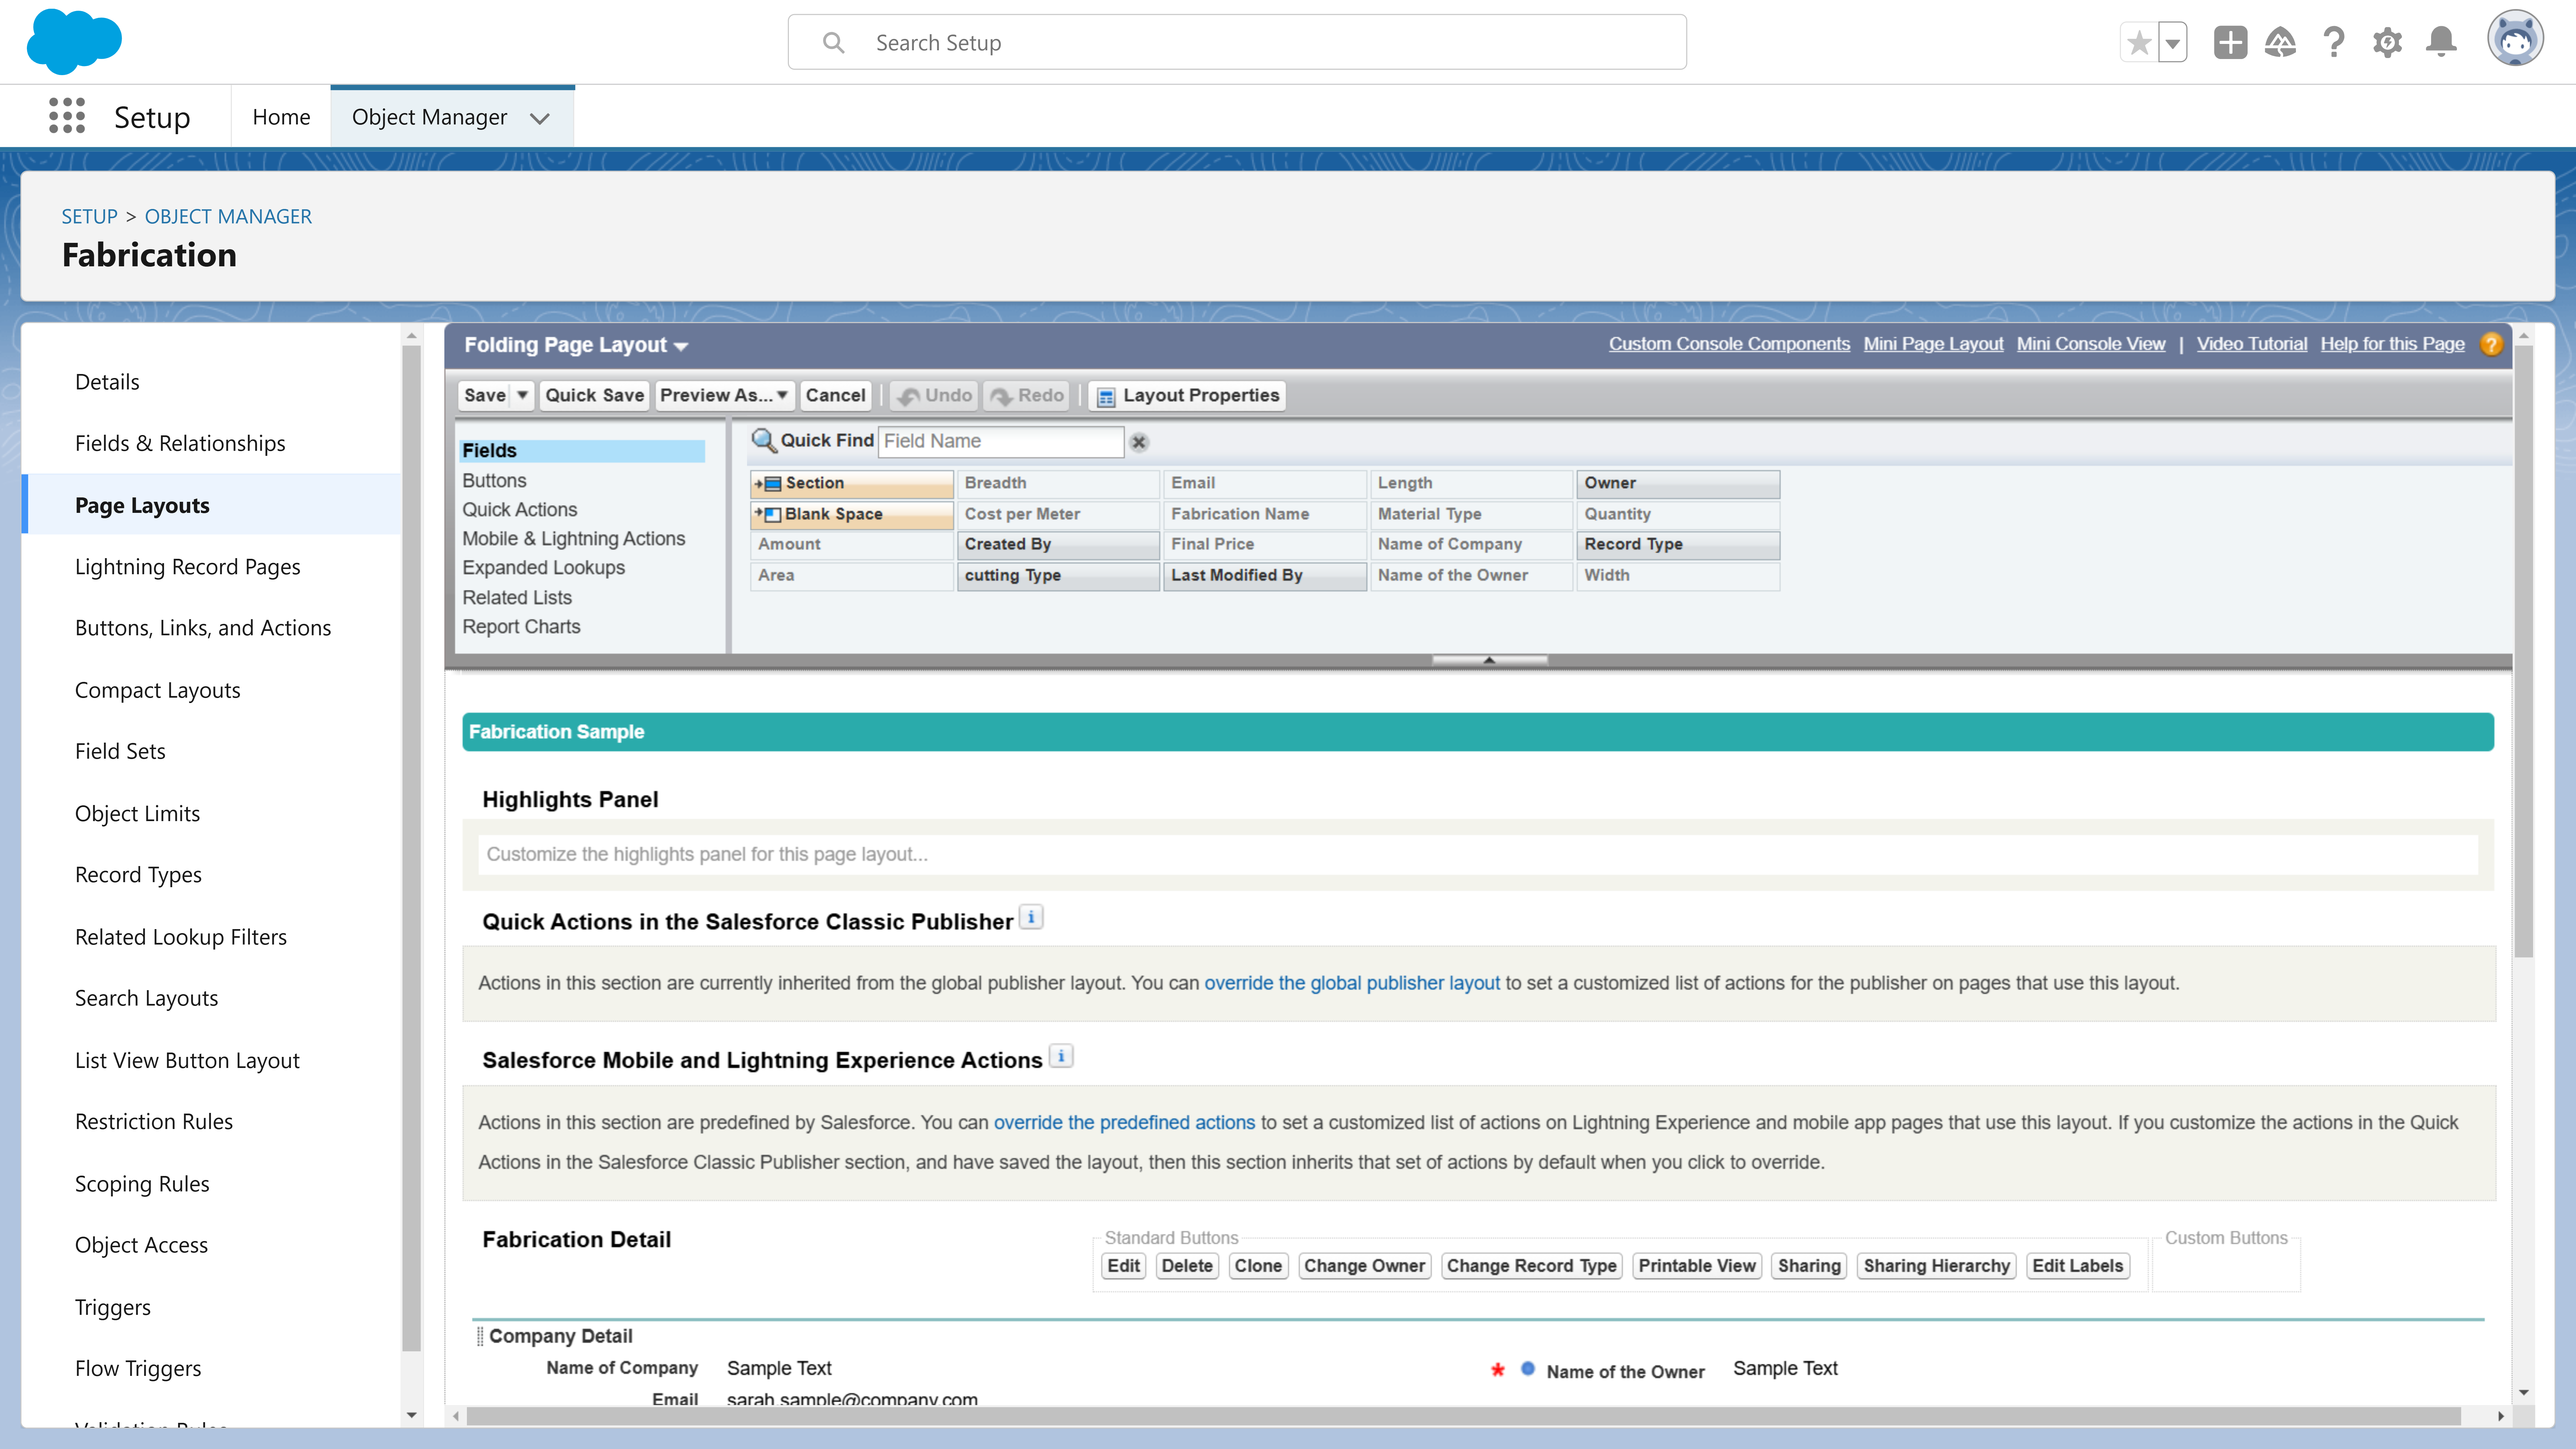 Search Setup
Setup
Home
Object Manager
SETUP > OBJECT MANAGER
Fabrication
Details
Fields & Relationships
Page Layouts
Lightning Record Pages
Buttons, Links, and Actions
Compact Layouts
Field Sets
Object Limits
Record Types
Related Lookup Filters
Search Layouts
List View Button Layout
Restriction Rules
Scoping Rules
Object Access
Triggers
Flow Triggers
Validation Rules
Folding Page Layout
Custom Console Components Mini Page Layout Mini Console View | Video Tutorial Help for this Page
Save Quick Save Preview As... Cancel Undo Redo Layout Properties
Fields
Buttons
Quick Actions
Mobile & Lightning Actions
Expanded Lookups
Related Lists
Report Charts
Quick Find Field Name
Section Breadth Email Length Owner
Blank Space Cost per Meter Fabrication Name Material Type Quantity
Amount Created By Final Price Name of Company Record Type
Area cutting Type Last Modified By Name of the Owner Width
Fabrication Sample
Highlights Panel
Customize the highlights panel for this page layout...
Quick Actions in the Salesforce Classic Publisher
Actions in this section are currently inherited from the global publisher layout. You can override the global publisher layout to set a customized list of actions for the publisher on pages that use this layout.
Salesforce Mobile and Lightning Experience Actions
Actions in this section are predefined by Salesforce. You can override the predefined actions to set a customized list of actions on Lightning Experience and mobile app pages that use this layout. If you customize the actions in the Quick
Actions in the Salesforce Classic Publisher section, and have saved the layout, then this section inherits that set of actions by default when you click to override.
Fabrication Detail
Standard Buttons
Edit Delete Clone Change Owner Change Record Type Printable View Sharing Sharing Hierarchy Edit Labels
Custom Buttons
Company Detail
Name of Company Sample Text
* Name of the Owner Sample Text
Email sarah.sample@company.com